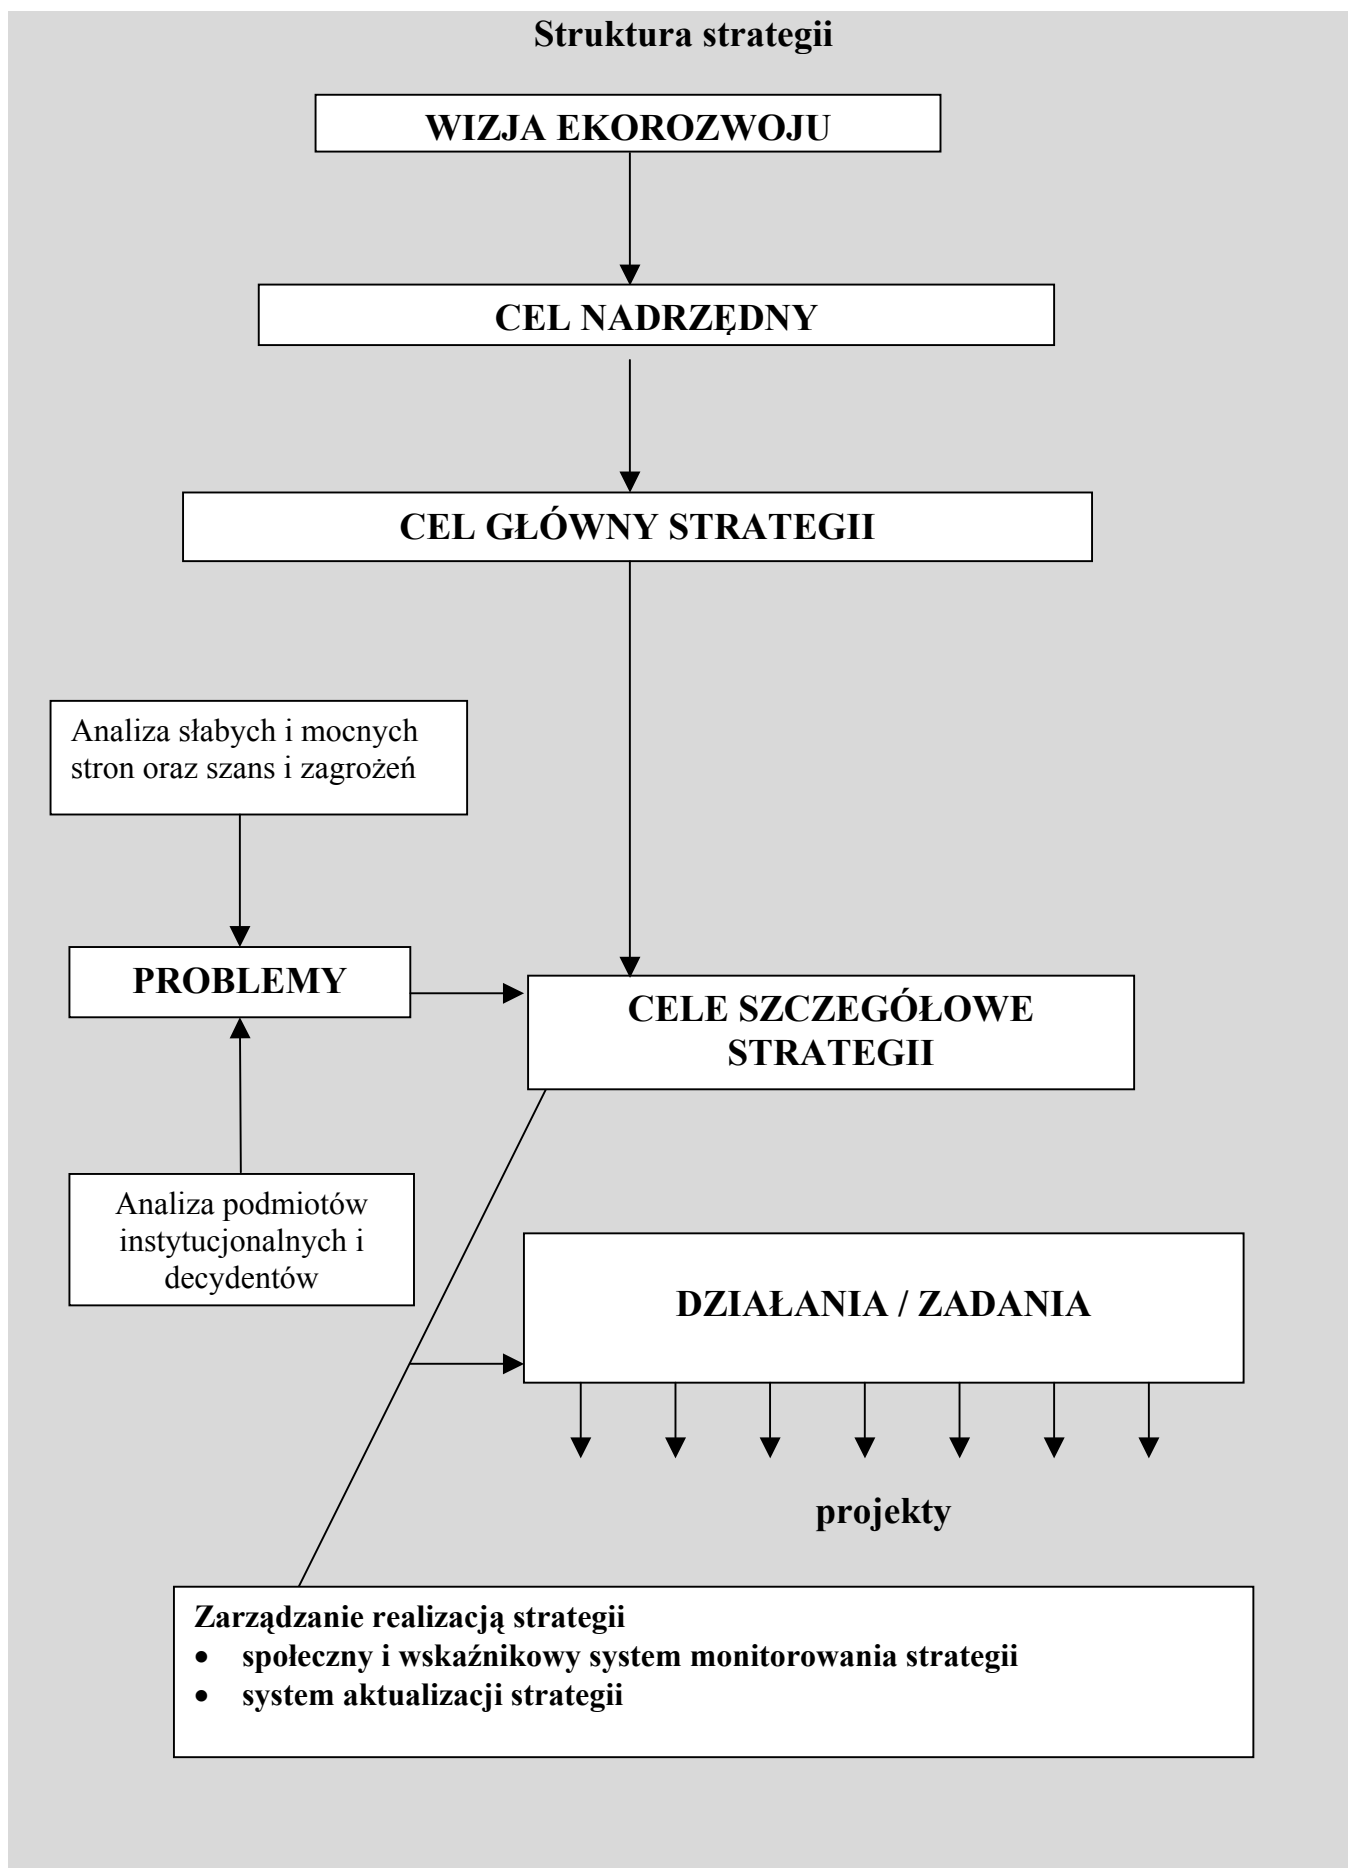 Struktura strategii
WIZJA EKOROZWOJU
CEL NADRZĘDNY
CEL GŁÓWNY STRATEGII
Analiza słabych i mocnych
stron oraz szans i zagrożeń
PROBLEMY
CELE SZCZEGÓŁOWE
STRATEGII
Analiza podmiotów
instytucjonalnych i
decydentów
DZIAŁANIA / ZADANIA
projekty
Zarządzanie realizacją strategii
• społeczny i wskaźnikowy system monitorowania strategii
• system aktualizacji strategii